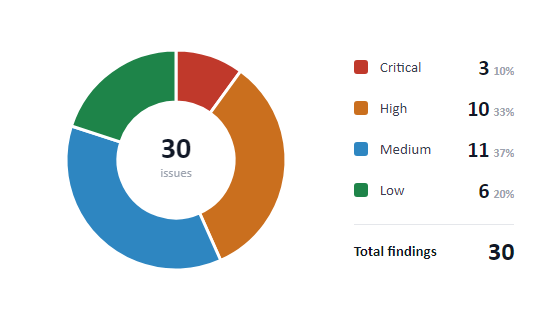 30
issues
Critical 3 10%
High 10 33%
Medium 11 37%
Low 6 20%
Total findings 30